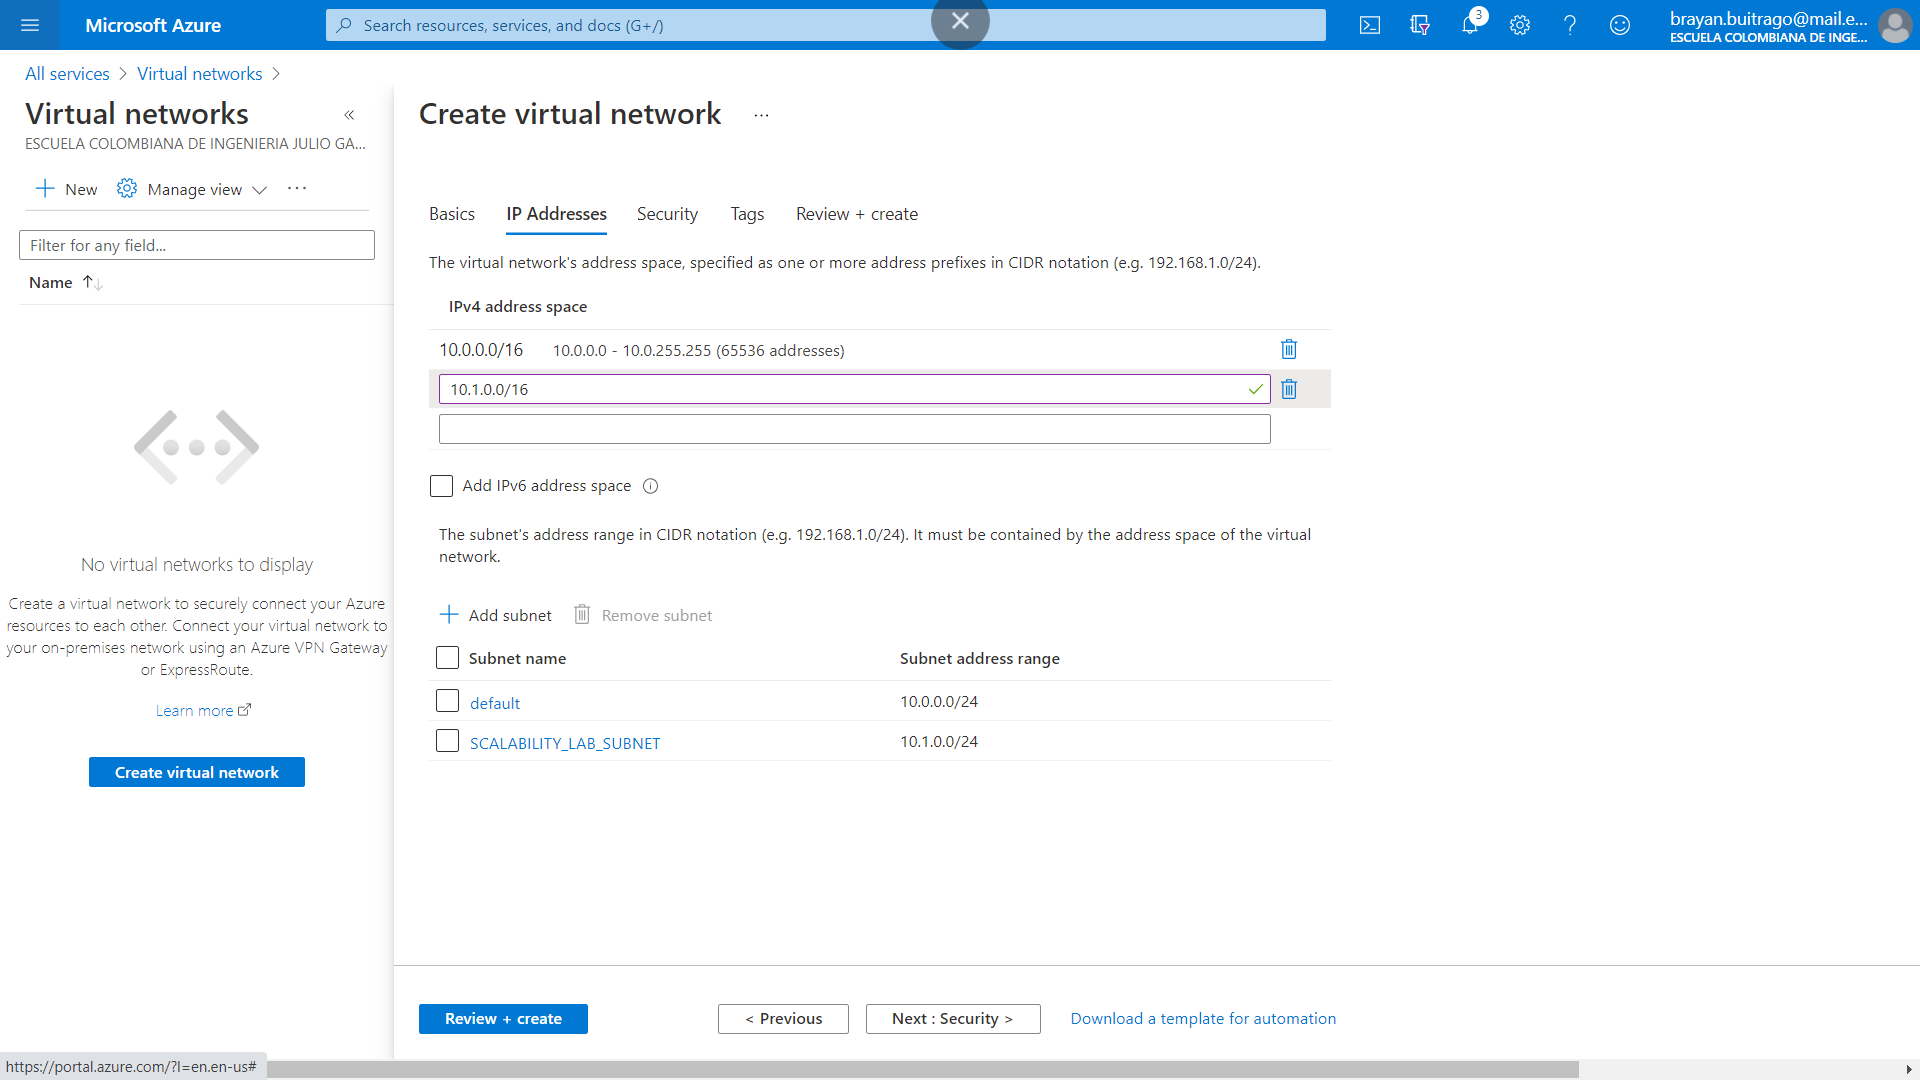 Microsoft Azure
Search resources, services, and docs (G+/)
3
brayan.buitrago@mail.e...
ESCUELA COLOMBIANA DE INGE...
All services > Virtual networks >
Virtual networks
«
ESCUELA COLOMBIANA DE INGENIERIA JULIO GA...
New
Manage view
...
Filter for any field...
Name
No virtual networks to display
Create a virtual network to securely connect your Azure
resources to each other. Connect your virtual network to
your on-premises network using an Azure VPN Gateway
or ExpressRoute.
Learn more
Create virtual network
Create virtual network
...
Basics
IP Addresses
Security
Tags
Review + create
The virtual network's address space, specified as one or more address prefixes in CIDR notation (e.g. 192.168.1.0/24).
IPv4 address space
10.0.0.0/16 10.0.0.0 - 10.0.255.255 (65536 addresses)
10.1.0.0/16
Add IPv6 address space
The subnet's address range in CIDR notation (e.g. 192.168.1.0/24). It must be contained by the address space of the virtual
network.
Add subnet
Remove subnet
Subnet name Subnet address range
default 10.0.0.0/24
SCALABILITY_LAB_SUBNET 10.1.0.0/24
Review + create
< Previous
Next : Security >
Download a template for automation
https://portal.azure.com/?l=en.en-us#